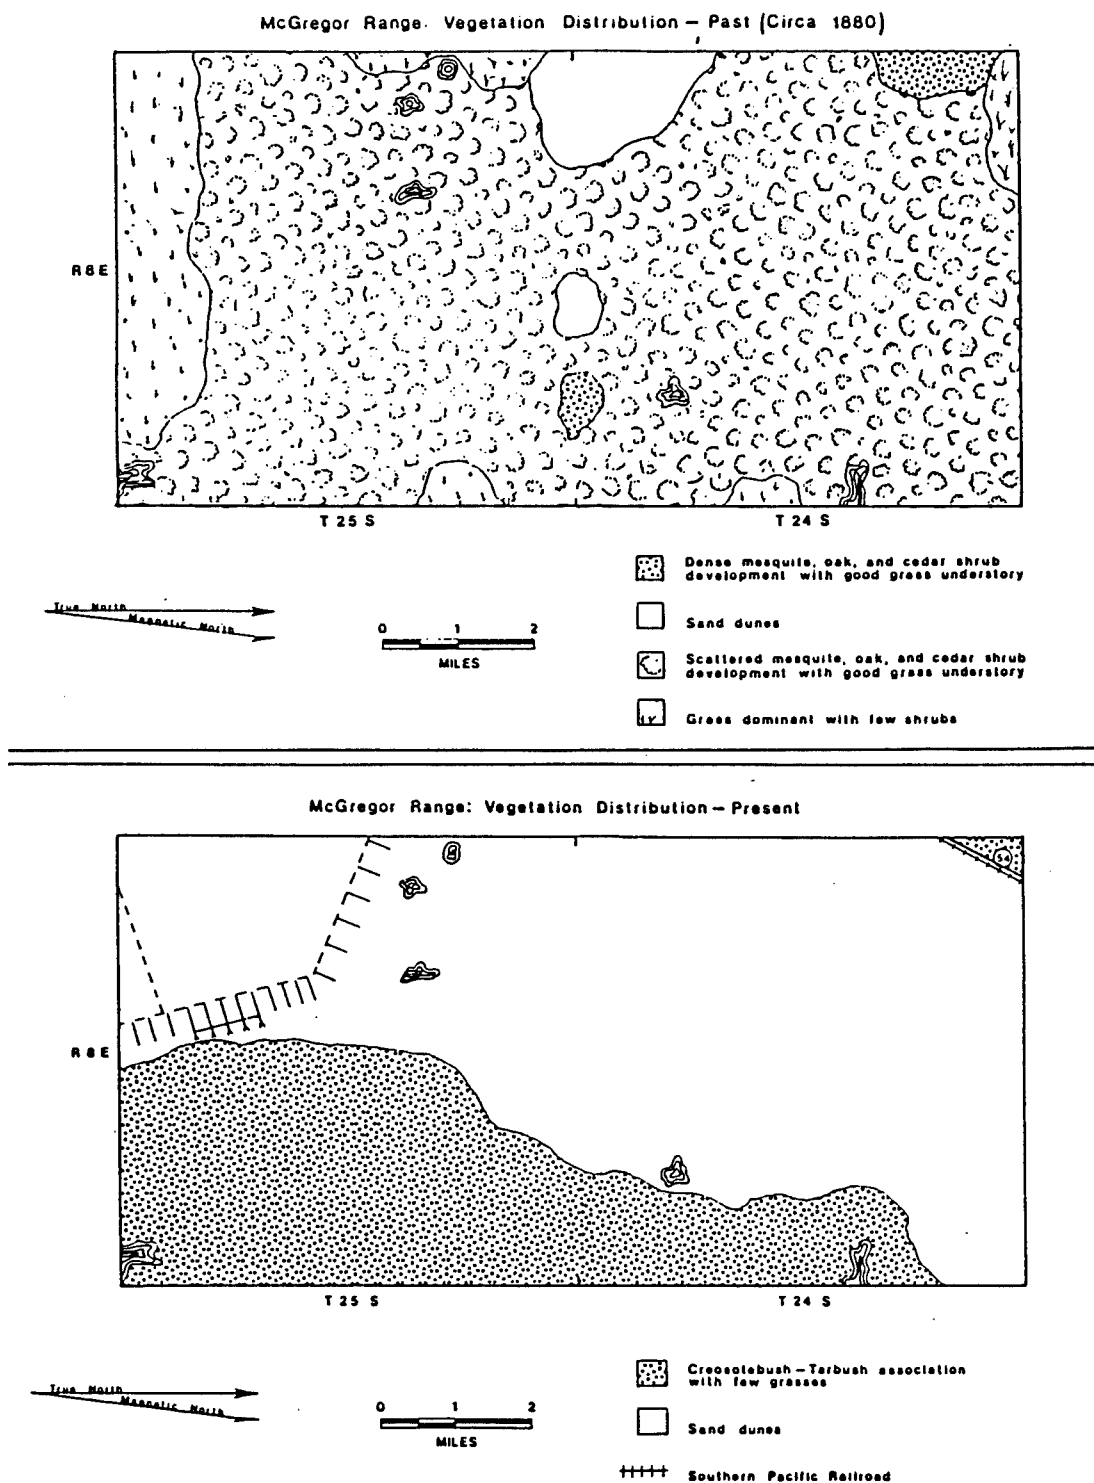 McGregor Range: Vegetation Distribution — Past (Circa 1880)
R 8 E
T 25 S
T 24 S
True North
Magnetic North
0 1 2
MILES
Dense mesquite, oak, and cedar shrub
development with good grass understory
Sand dunes
Scattered mesquite, oak, and cedar shrub
development with good grass understory
Grass dominant with few shrubs
McGregor Range: Vegetation Distribution — Present
54
R 8 E
T 25 S
T 24 S
True North
Magnetic North
0 1 2
MILES
Creosotebush — Tarbush association
with few grasses
Sand dunes
Southern Pacific Railroad